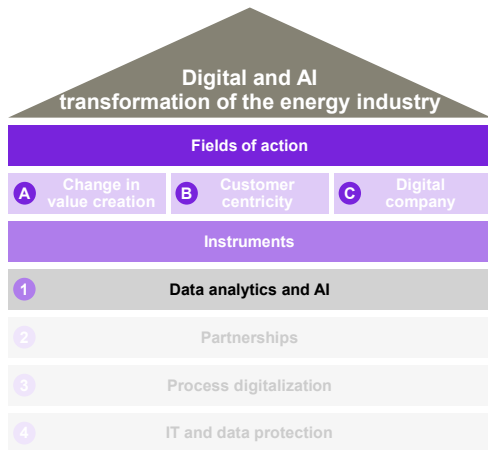 Digital and AI
transformation of the energy industry
Fields of action
A Change in
value creation
B Customer
centricity
C Digital
company
Instruments
1 Data analytics and AI
2 Partnerships
3 Process digitalization
4 IT and data protection